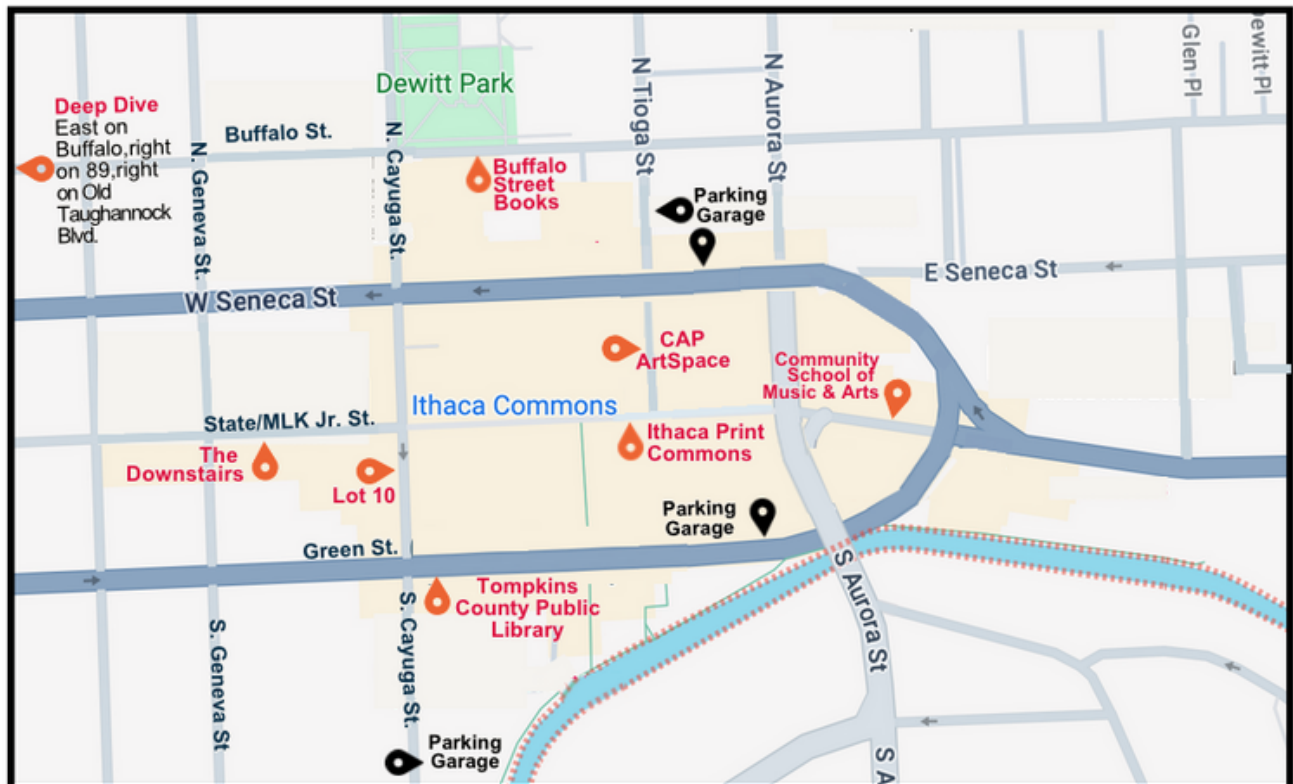 Dewitt Park
Deep Dive
East on
Buffalo,right
on 89,right
on Old
Taughannock
Blvd.
Buffalo St.
N. Geneva St.
N. Cayuga St.
Buffalo
Street
Books
N Tioga St
N Aurora St
Parking
Garage
Glen Pl
ewitt Pl
W Seneca St
E Seneca St
CAP
ArtSpace
Community
School of
Music & Arts
Ithaca Commons
State/MLK Jr. St.
The
Downstairs
Lot 10
Ithaca Print
Commons
Parking
Garage
Green St.
Tompkins
County Public
Library
S. Geneva St
S. Cayuga St.
S Aurora St
S A
Parking
Garage